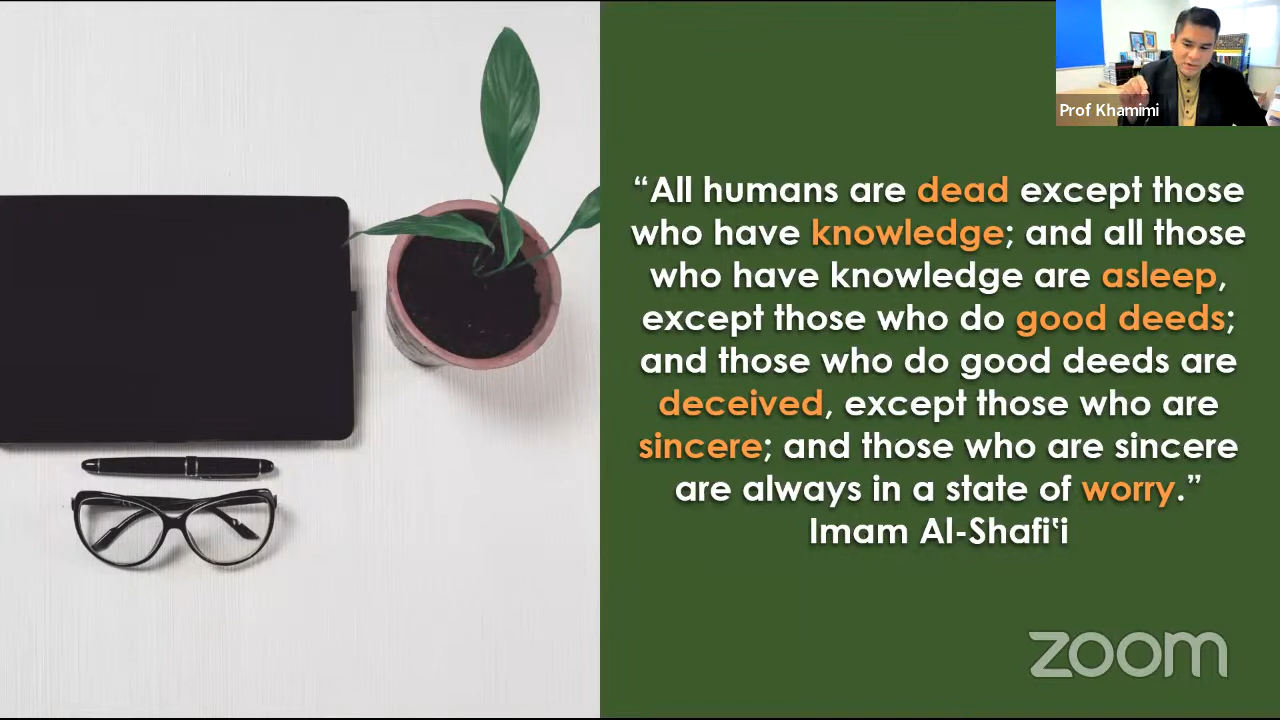 Prof Khamimi
“All humans are dead except those
who have knowledge; and all those
who have knowledge are asleep,
except those who do good deeds;
and those who do good deeds are
deceived, except those who are
sincere; and those who are sincere
are always in a state of worry.”
Imam Al-Shafi‛i
zoom